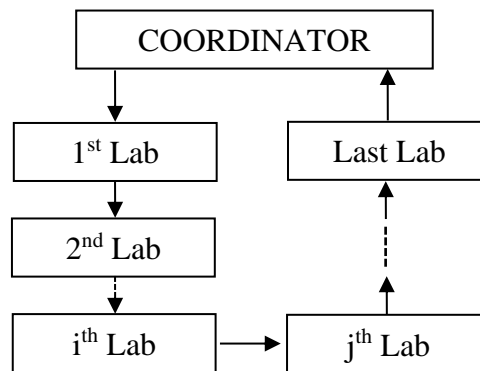 COORDINATOR
1st Lab
Last Lab
2nd Lab
ith Lab
jth Lab